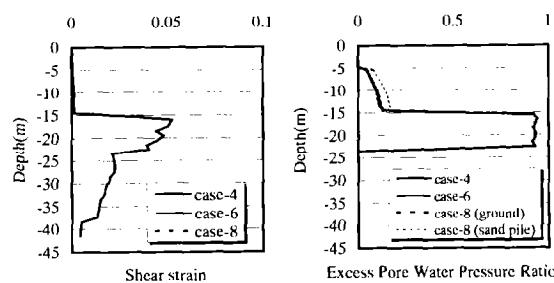 0 0.05 0.1
0
-5
-10
-15
-20
-25
-30
-35
-40
-45
Depth(m)
case-4
case-6
case-8
Shear strain
0 0.5 1
0
-5
-10
-15
-20
-25
-30
-35
-40
-45
Depth(m)
case-4
case-6
case-8 (ground)
case-8 (sand pile)
Excess Pore Water Pressure Ratio